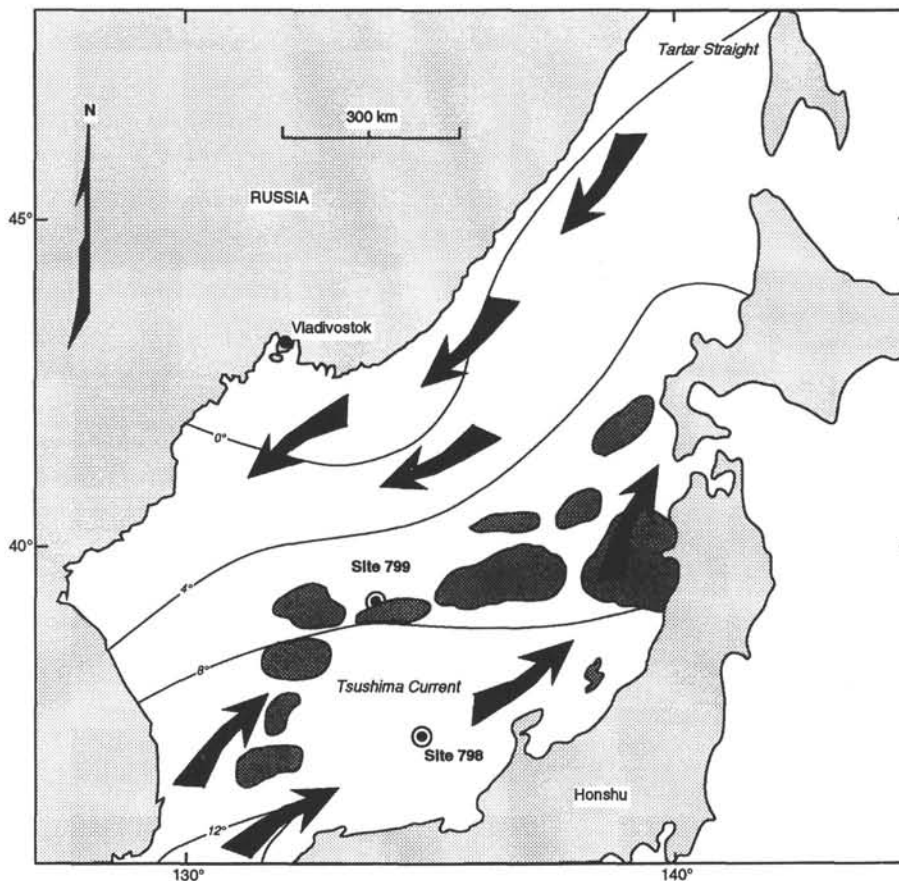 Tartar Straight
N
300 km
RUSSIA
45°
Vladivostok
0°
40°
Site 799
4°
8°
Tsushima Current
Site 798
Honshu
12°
130°
140°